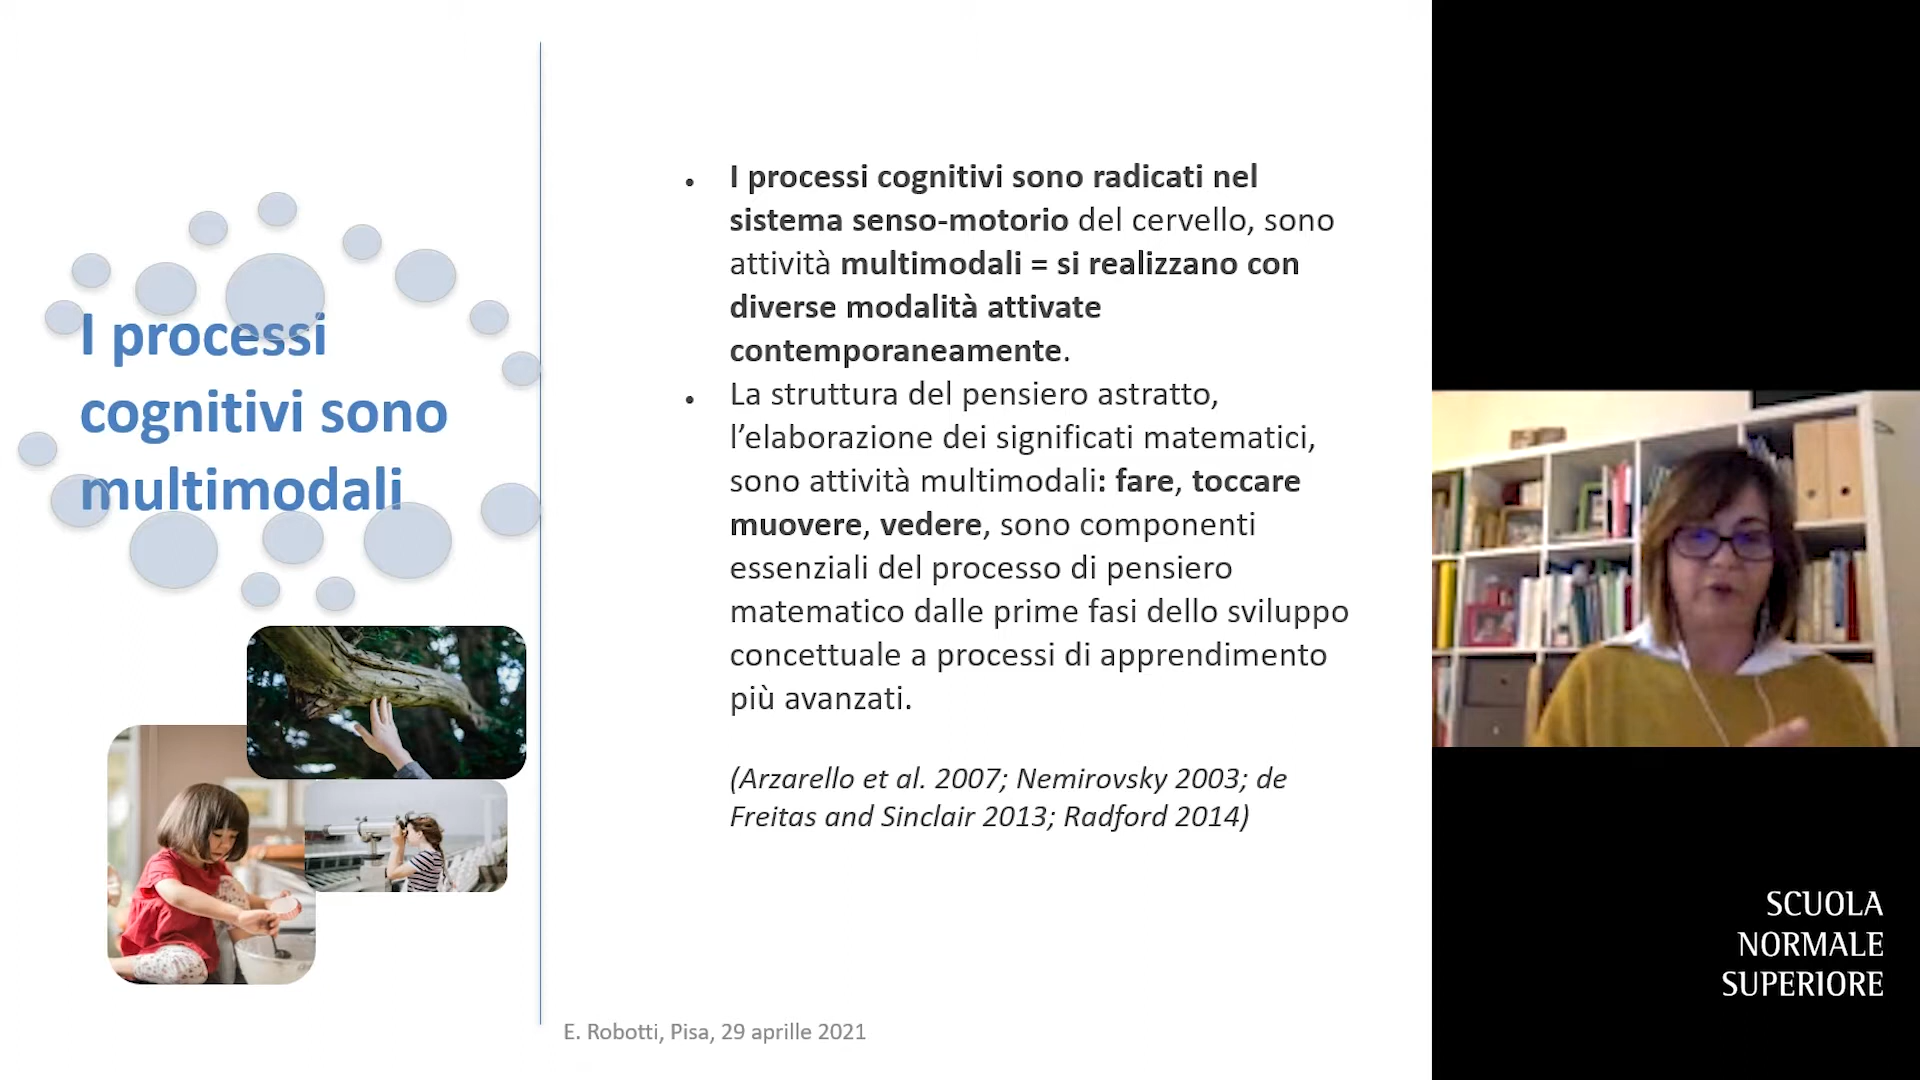 I processi
cognitivi sono
multimodali
• I processi cognitivi sono radicati nel
sistema senso-motorio del cervello, sono
attività multimodali = si realizzano con
diverse modalità attivate
contemporaneamente.
• La struttura del pensiero astratto,
l’elaborazione dei significati matematici,
sono attività multimodali: fare, toccare
muovere, vedere, sono componenti
essenziali del processo di pensiero
matematico dalle prime fasi dello sviluppo
concettuale a processi di apprendimento
più avanzati.
(Arzarello et al. 2007; Nemirovsky 2003; de
Freitas and Sinclair 2013; Radford 2014)
E. Robotti, Pisa, 29 aprille 2021
SCUOLA
NORMALE
SUPERIORE